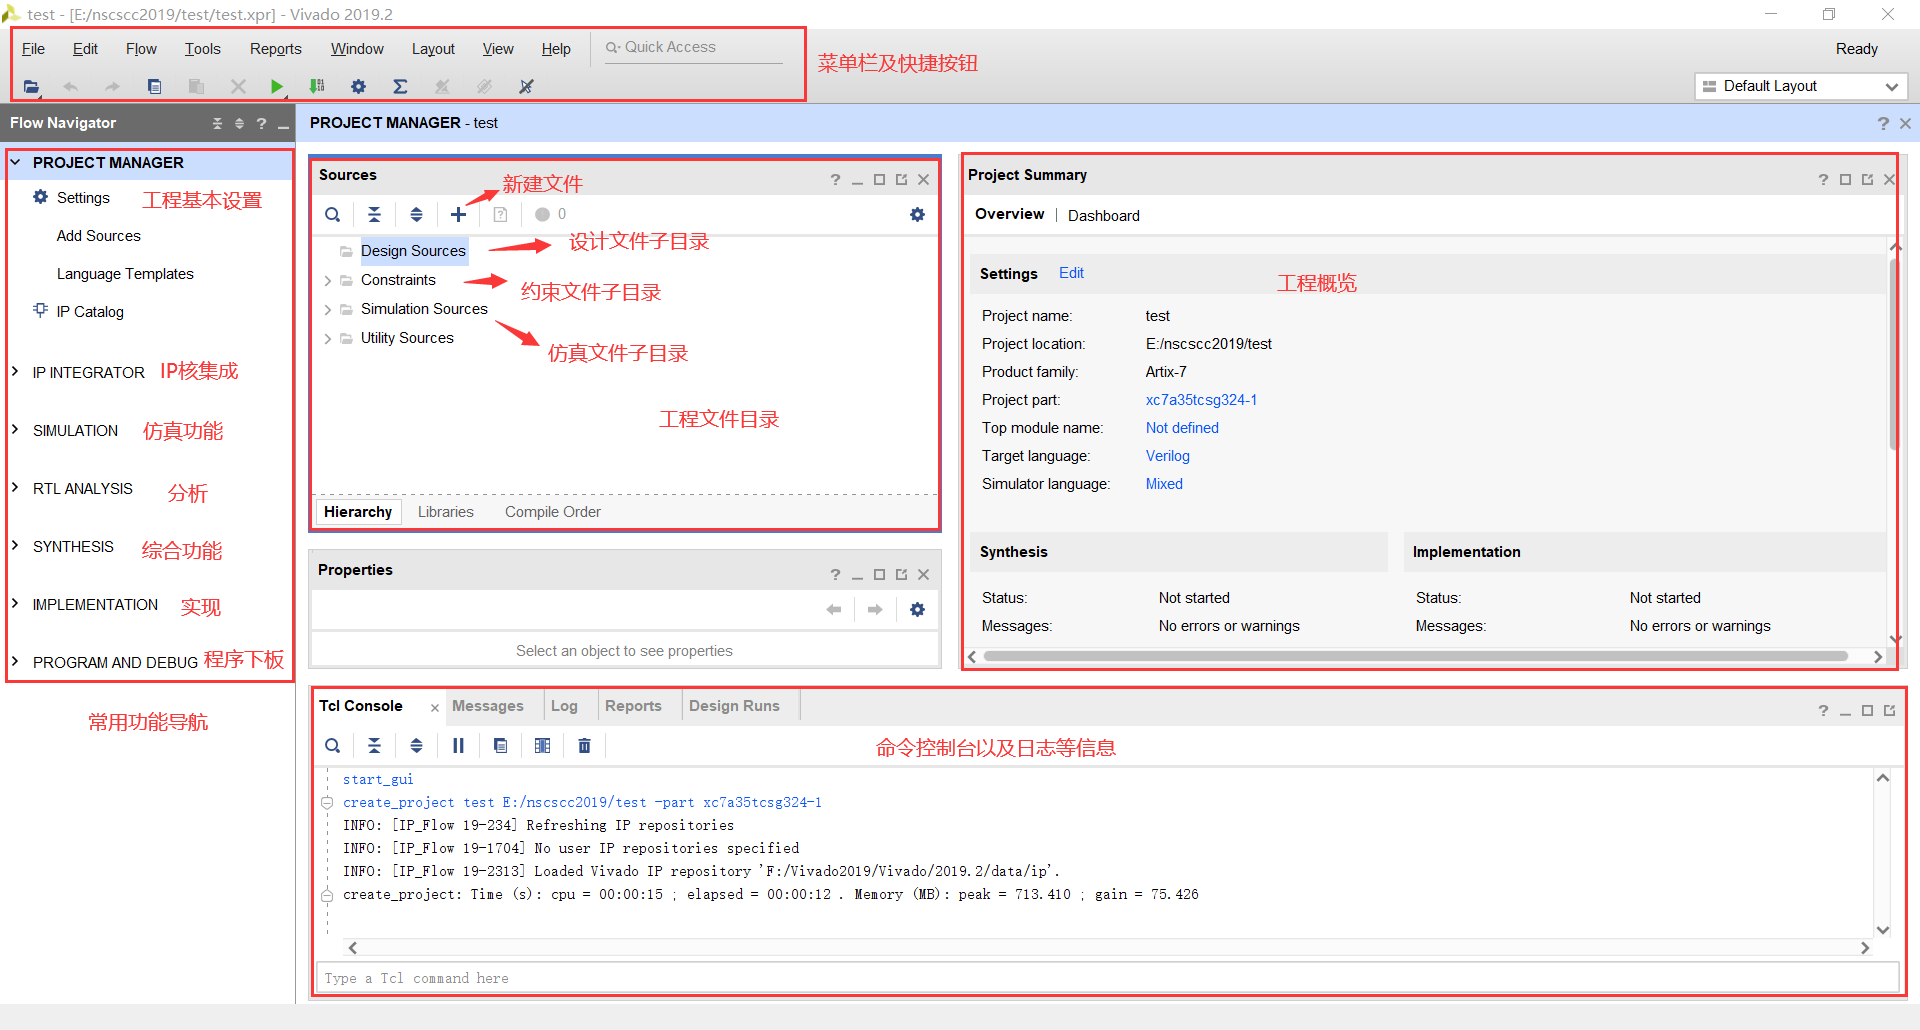 test - [E:/nscscc2019/test/test.xpr] - Vivado 2019.2
File Edit Flow Tools Reports Window Layout View Help Quick Access
菜单栏及快捷按钮
Ready
Default Layout
Flow Navigator
PROJECT MANAGER - test
PROJECT MANAGER
Settings 工程基本设置
Add Sources
Language Templates
IP Catalog
IP INTEGRATOR IP核集成
SIMULATION 仿真功能
RTL ANALYSIS 分析
SYNTHESIS 综合功能
IMPLEMENTATION 实现
PROGRAM AND DEBUG 程序下板
常用功能导航
Sources
新建文件
0
Design Sources 设计文件子目录
Constraints 约束文件子目录
Simulation Sources
Utility Sources
仿真文件子目录
工程文件目录
Hierarchy Libraries Compile Order
Properties
Select an object to see properties
Project Summary
Overview | Dashboard
Settings Edit
工程概览
Project name: test
Project location: E:/nscscc2019/test
Product family: Artix-7
Project part: xc7a35tcsg324-1
Top module name: Not defined
Target language: Verilog
Simulator language: Mixed
Synthesis Implementation
Status: Not started Status: Not started
Messages: No errors or warnings Messages: No errors or warnings
Tcl Console Messages Log Reports Design Runs
命令控制台以及日志等信息
start_gui
create_project test E:/nscscc2019/test -part xc7a35tcsg324-1
INFO: [IP_Flow 19-234] Refreshing IP repositories
INFO: [IP_Flow 19-1704] No user IP repositories specified
INFO: [IP_Flow 19-2313] Loaded Vivado IP repository 'F:/Vivado2019/Vivado/2019.2/data/ip'.
create_project: Time (s): cpu = 00:00:15 ; elapsed = 00:00:12 . Memory (MB): peak = 713.410 ; gain = 75.426
Type a Tcl command here